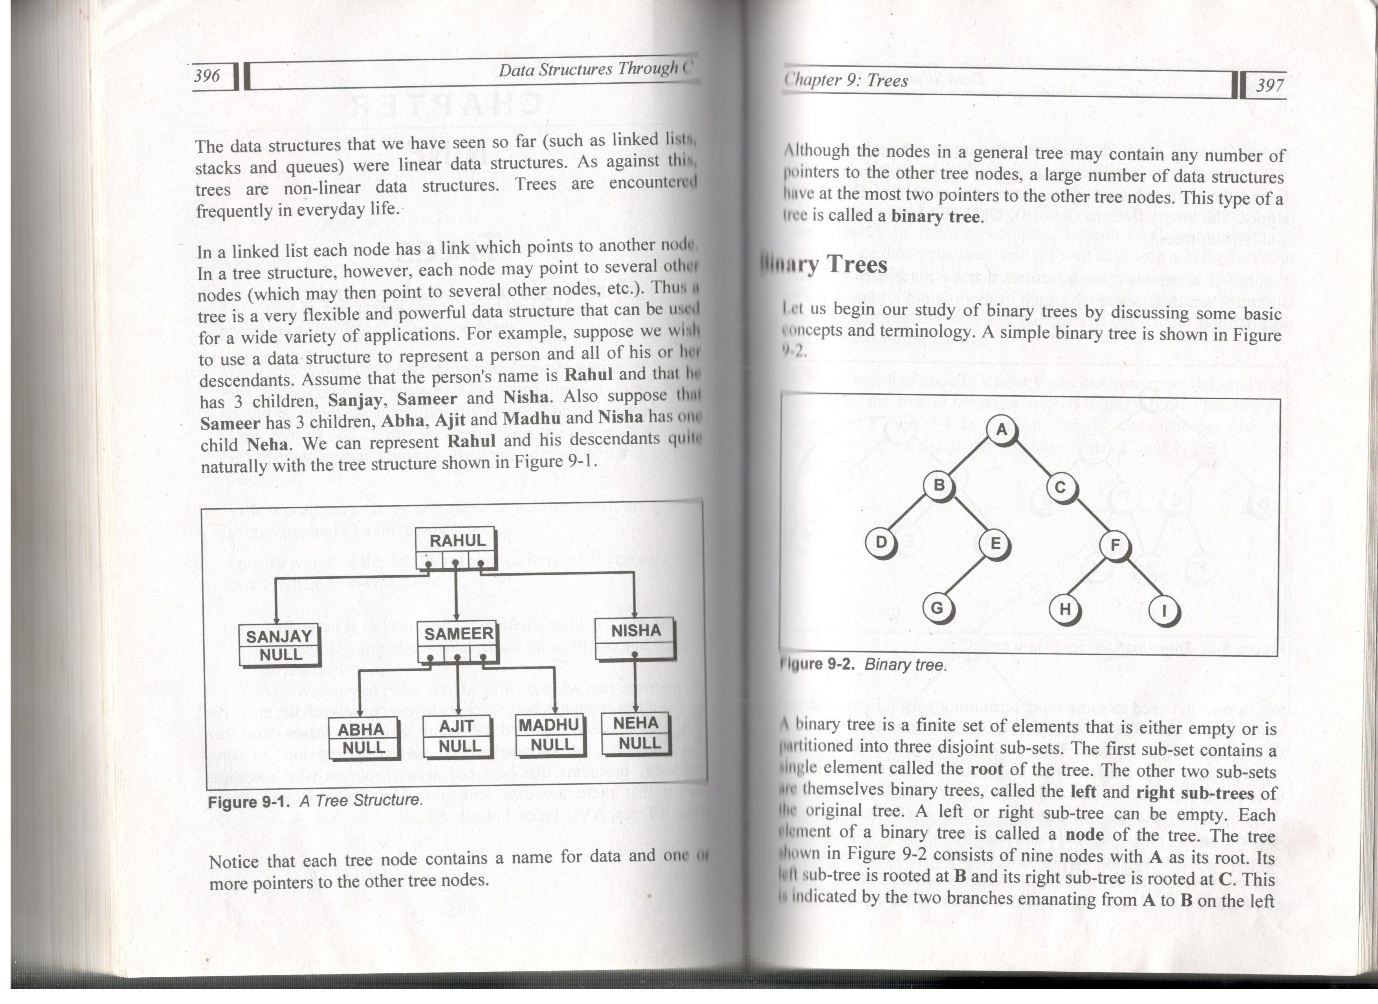 396
Data Structures Through C
The data structures that we have seen so far (such as linked lists,
stacks and queues) were linear data structures. As against this,
trees are non-linear data structures. Trees are encountered
frequently in everyday life.
In a linked list each node has a link which points to another node.
In a tree structure, however, each node may point to several other
nodes (which may then point to several other nodes, etc.). Thus a
tree is a very flexible and powerful data structure that can be used
for a wide variety of applications. For example, suppose we wish
to use a data structure to represent a person and all of his or her
descendants. Assume that the person's name is Rahul and that he
has 3 children, Sanjay, Sameer and Nisha. Also suppose that
Sameer has 3 children, Abha, Ajit and Madhu and Nisha has one
child Neha. We can represent Rahul and his descendants quite
naturally with the tree structure shown in Figure 9-1.
RAHUL
SANJAY
NULL
SAMEER
NISHA
ABHA
NULL
AJIT
NULL
MADHU
NULL
NEHA
NULL
Figure 9-1. A Tree Structure.
Notice that each tree node contains a name for data and one or
more pointers to the other tree nodes.
Chapter 9: Trees
397
Although the nodes in a general tree may contain any number of
pointers to the other tree nodes, a large number of data structures
have at the most two pointers to the other tree nodes. This type of a
tree is called a binary tree.
Binary Trees
Let us begin our study of binary trees by discussing some basic
concepts and terminology. A simple binary tree is shown in Figure
9-2.
A
B
C
D
E
F
G
H
I
Figure 9-2. Binary tree.
A binary tree is a finite set of elements that is either empty or is
partitioned into three disjoint sub-sets. The first sub-set contains a
single element called the root of the tree. The other two sub-sets
are themselves binary trees, called the left and right sub-trees of
the original tree. A left or right sub-tree can be empty. Each
element of a binary tree is called a node of the tree. The tree
shown in Figure 9-2 consists of nine nodes with A as its root. Its
left sub-tree is rooted at B and its right sub-tree is rooted at C. This
is indicated by the two branches emanating from A to B on the left